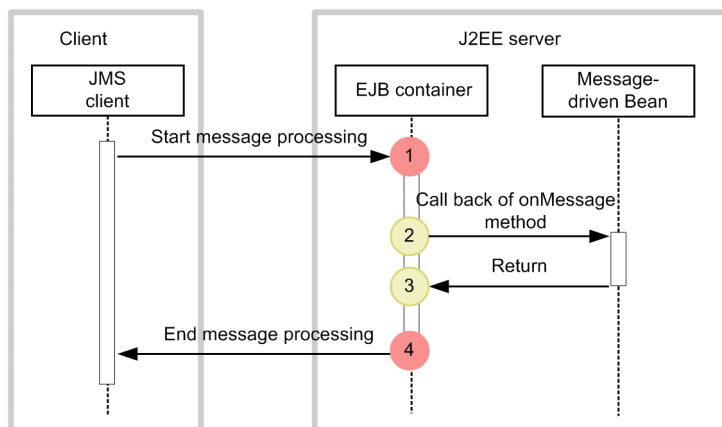 Client
J2EE server
JMS
client
EJB container
Message-
driven Bean
Start message processing
1
Call back of onMessage
method
2
Return
3
End message processing
4